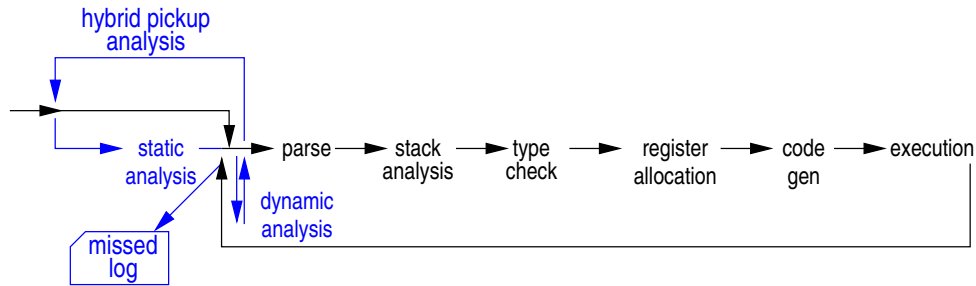 hybrid pickup
analysis
static
analysis
parse
stack
analysis
type
check
register
allocation
code
gen
execution
dynamic
analysis
missed
log